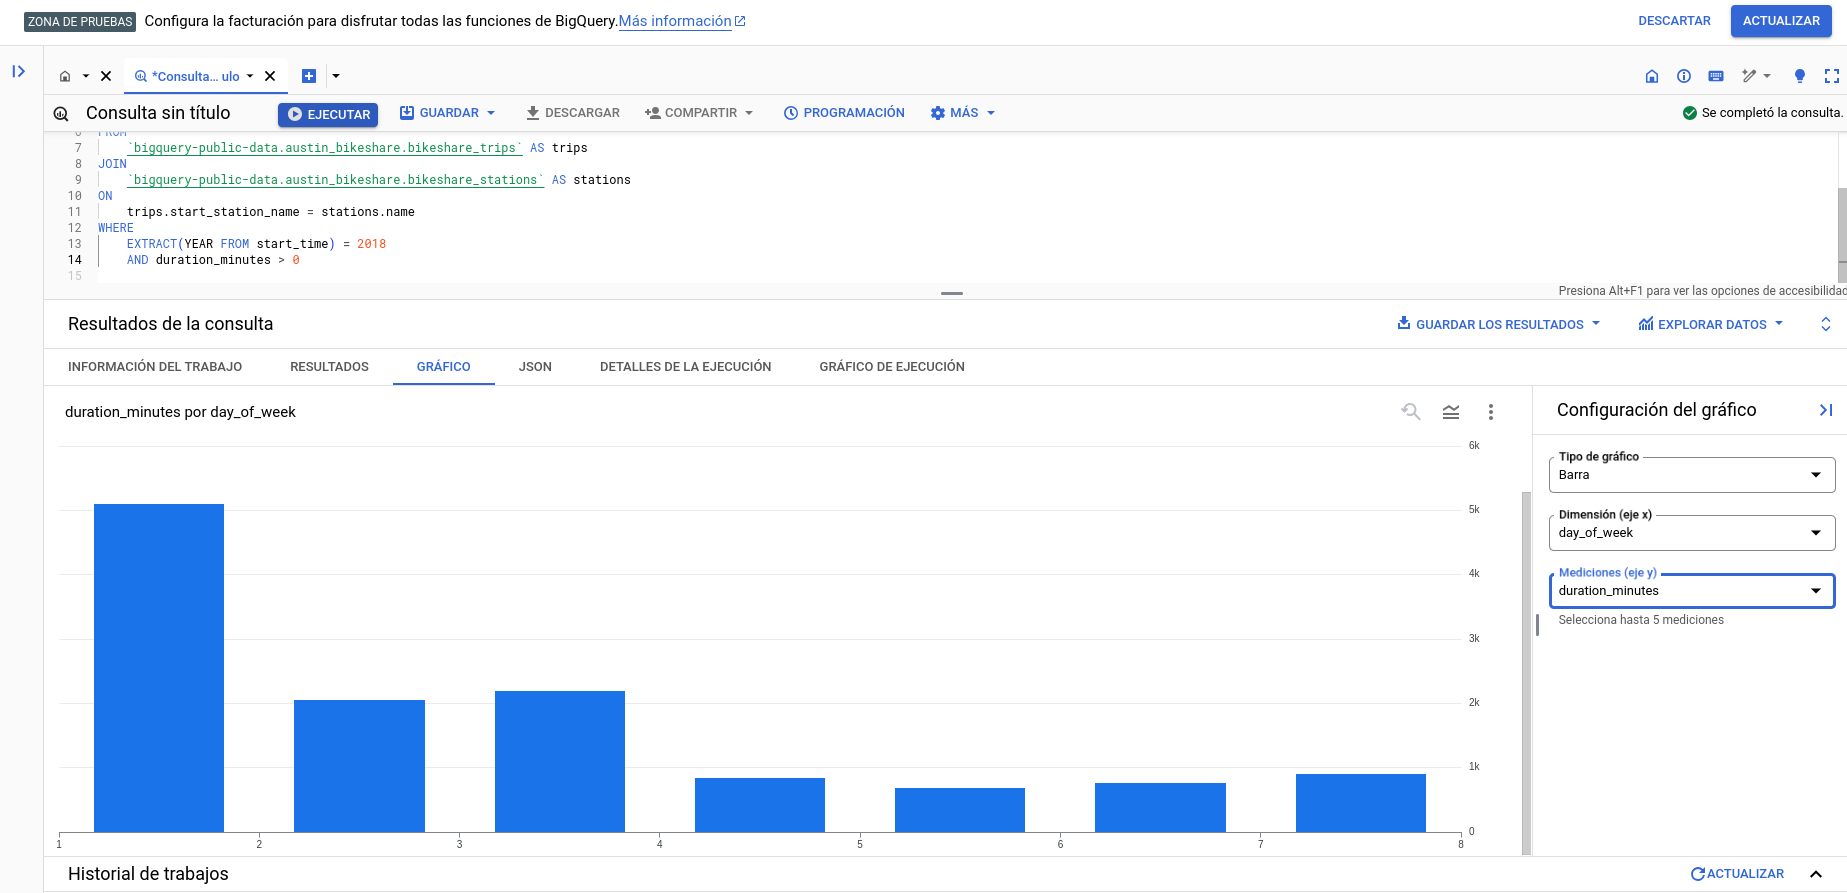 ZONA DE PRUEBAS Configura la facturación para disfrutar todas las funciones de BigQuery. Más información DESCARTAR ACTUALIZAR
*Consulta… ulo
Consulta sin título EJECUTAR GUARDAR DESCARGAR COMPARTIR PROGRAMACIÓN MÁS Se completó la consulta.
6 FROM
7 `bigquery-public-data.austin_bikeshare.bikeshare_trips` AS trips
8 JOIN
9 `bigquery-public-data.austin_bikeshare.bikeshare_stations` AS stations
10 ON
11 trips.start_station_name = stations.name
12 WHERE
13 EXTRACT(YEAR FROM start_time) = 2018
14 AND duration_minutes > 0
15
Presiona Alt+F1 para ver las opciones de accesibilidad
Resultados de la consulta GUARDAR LOS RESULTADOS EXPLORAR DATOS
INFORMACIÓN DEL TRABAJO RESULTADOS GRÁFICO JSON DETALLES DE LA EJECUCIÓN GRÁFICO DE EJECUCIÓN
duration_minutes por day_of_week
6k
5k
4k
3k
2k
1k
0
1 2 3 4 5 6 7 8
Configuración del gráfico
Tipo de gráfico
Barra
Dimensión (eje x)
day_of_week
Mediciones (eje y)
duration_minutes
Selecciona hasta 5 mediciones
Historial de trabajos ACTUALIZAR